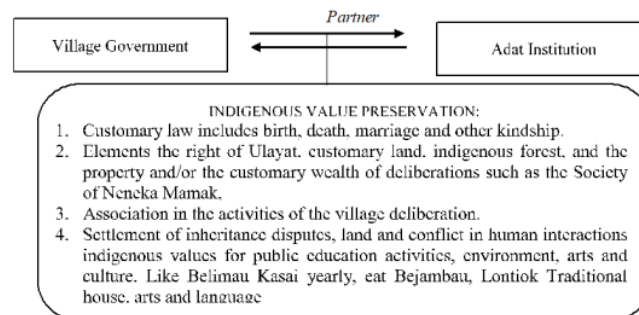 Partner
Village Government
Adat Institution
INDIGENOUS VALUE PRESERVATION:
1. Customary law includes birth, death, marriage and other kindship.
2. Elements the right of Ulayat, customary land, indigenous forest, and the
property and/or the customary wealth of deliberations such as the Society
of Neneka Mamak,
3. Association in the activities of the village deliberation.
4. Settlement of inheritance disputes, land and conflict in human interactions
indigenous values for public education activities, environment, arts and
culture. Like Belimau Kasai yearly, eat Bejambau, Lontiok Traditional
house, arts and language